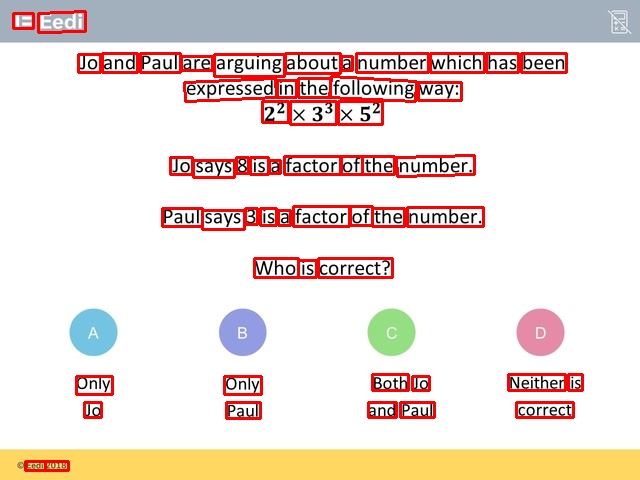 Eedi
Jo and Paul are arguing about a number which has been
expressed in the following way:
2² × 3³ × 5²
Jo says 8 is a factor of the number.
Paul says 3 is a factor of the number.
Who is correct?
A B C D
Only Jo
Only Paul
Both Jo and Paul
Neither is correct
© Eedi 2018